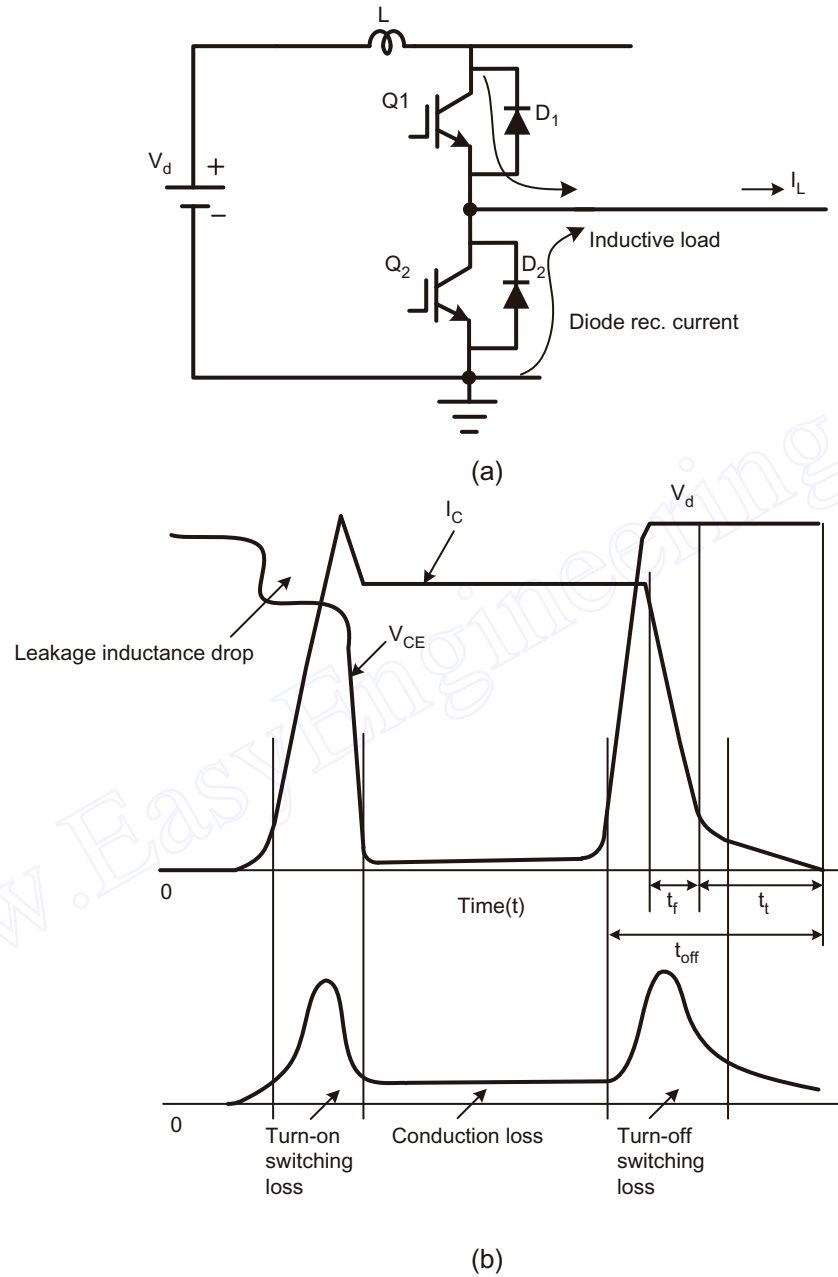 L
Q1
D1
Vd
+
−
IL
Inductive load
Q2
D2
Diode rec. current
(a)
Vd
IC
VCE
Leakage inductance drop
0
Time(t)
tf
tt
toff
0
Turn-on
switching
loss
Conduction loss
Turn-off
switching
loss
(b)
w.EasyEngineering